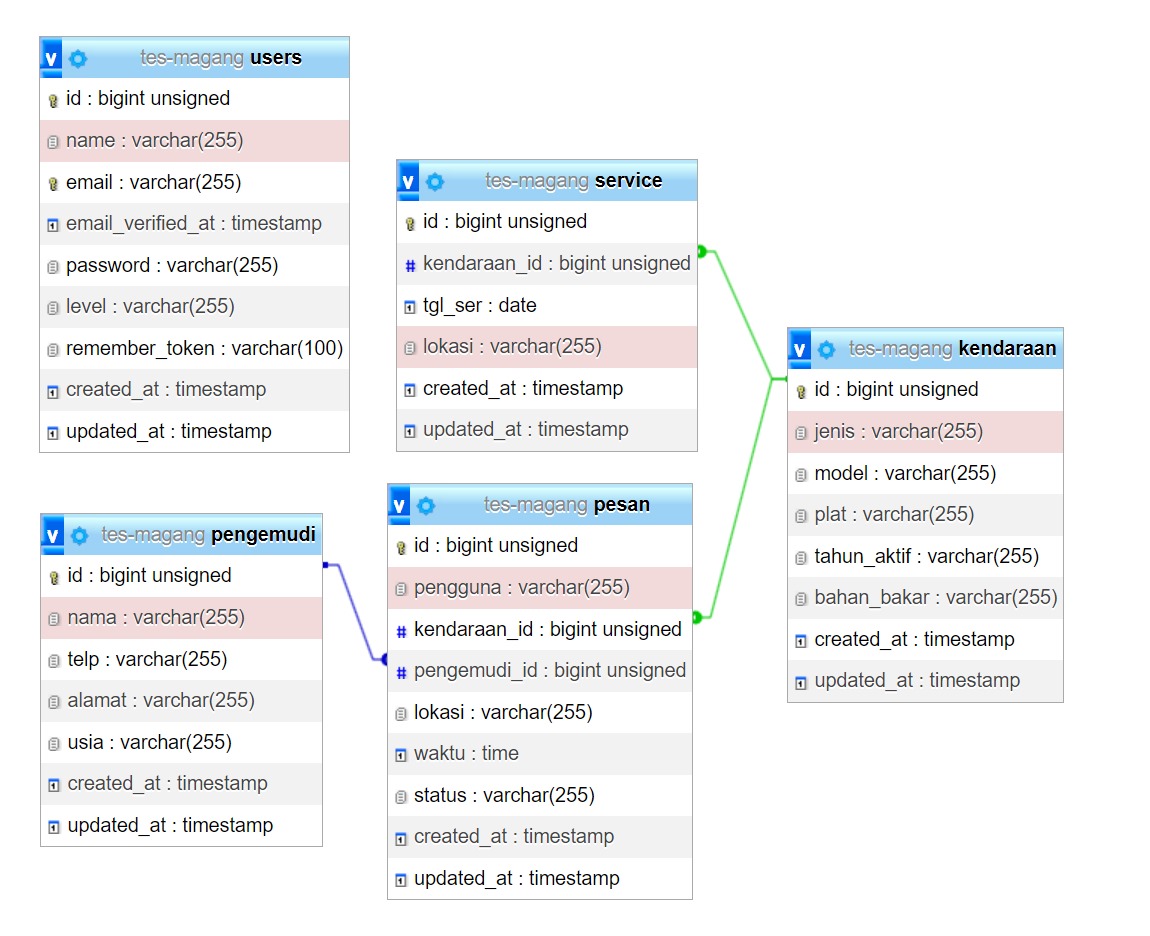 v tes-magang users
id : bigint unsigned
name : varchar(255)
email : varchar(255)
email_verified_at : timestamp
password : varchar(255)
level : varchar(255)
remember_token : varchar(100)
created_at : timestamp
updated_at : timestamp
v tes-magang service
id : bigint unsigned
# kendaraan_id : bigint unsigned
tgl_ser : date
lokasi : varchar(255)
created_at : timestamp
updated_at : timestamp
v tes-magang kendaraan
id : bigint unsigned
jenis : varchar(255)
model : varchar(255)
plat : varchar(255)
tahun_aktif : varchar(255)
bahan_bakar : varchar(255)
created_at : timestamp
updated_at : timestamp
v tes-magang pengemudi
id : bigint unsigned
nama : varchar(255)
telp : varchar(255)
alamat : varchar(255)
usia : varchar(255)
created_at : timestamp
updated_at : timestamp
v tes-magang pesan
id : bigint unsigned
pengguna : varchar(255)
# kendaraan_id : bigint unsigned
# pengemudi_id : bigint unsigned
lokasi : varchar(255)
waktu : time
status : varchar(255)
created_at : timestamp
updated_at : timestamp